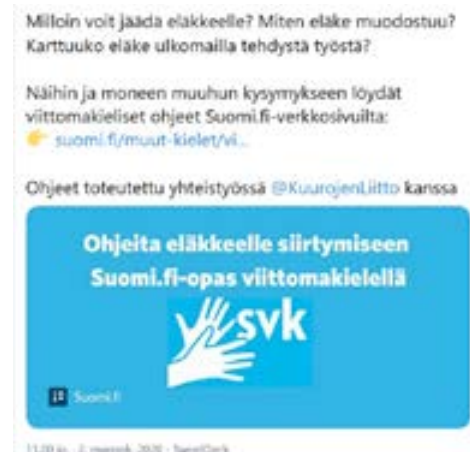 Milloin voit jäädä eläkkeelle? Miten eläke muodostuu?
Karttuuko eläke ulkomailla tehdystä työstä?
Näihin ja moneen muuhun kysymykseen löydät
viittomakieliset ohjeet Suomi.fi-verkkosivuilta:
👉 suomi.fi/muut-kielet/vi...
Ohjeet toteutettu yhteistyössä @KuurojenLiitto kanssa
Ohjeita eläkkeelle siirtymiseen
Suomi.fi-opas viittomakielellä
svk
Suomi.fi
2020 · TweetDeck